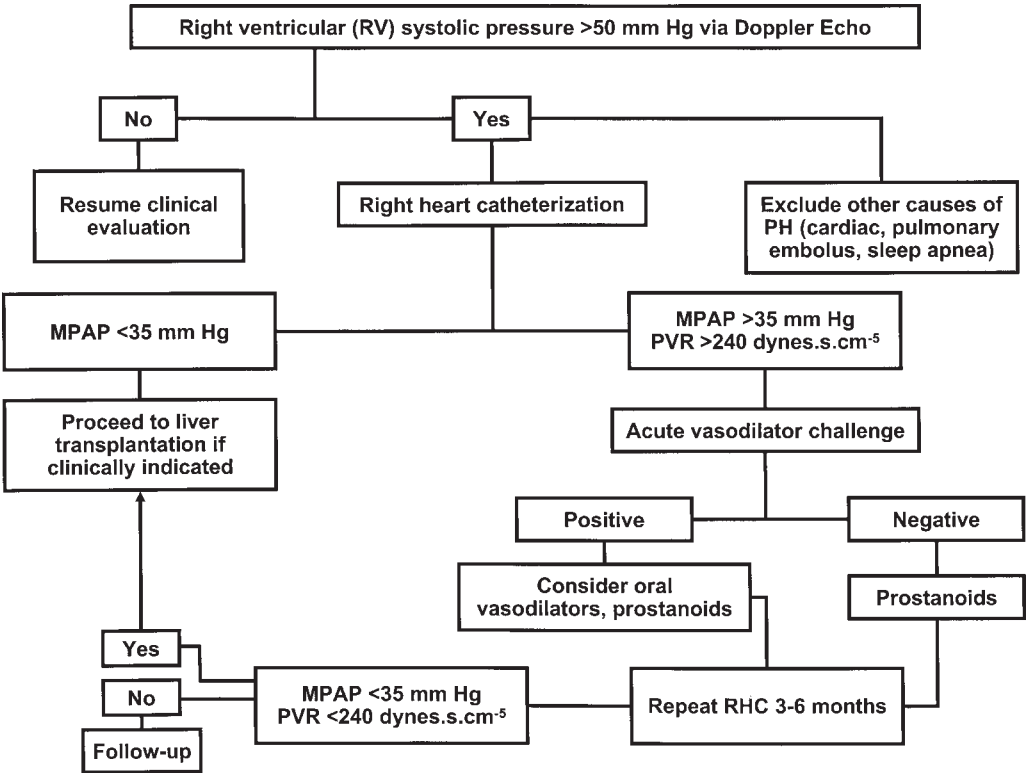 Right ventricular (RV) systolic pressure >50 mm Hg via Doppler Echo
No
Yes
Resume clinical
evaluation
Right heart catheterization
Exclude other causes of
PH (cardiac, pulmonary
embolus, sleep apnea)
MPAP <35 mm Hg
MPAP >35 mm Hg
PVR >240 dynes.s.cm-5
Proceed to liver
transplantation if
clinically indicated
Acute vasodilator challenge
Positive
Negative
Consider oral
vasodilators, prostanoids
Prostanoids
Yes
No
Follow-up
MPAP <35 mm Hg
PVR <240 dynes.s.cm-5
Repeat RHC 3-6 months